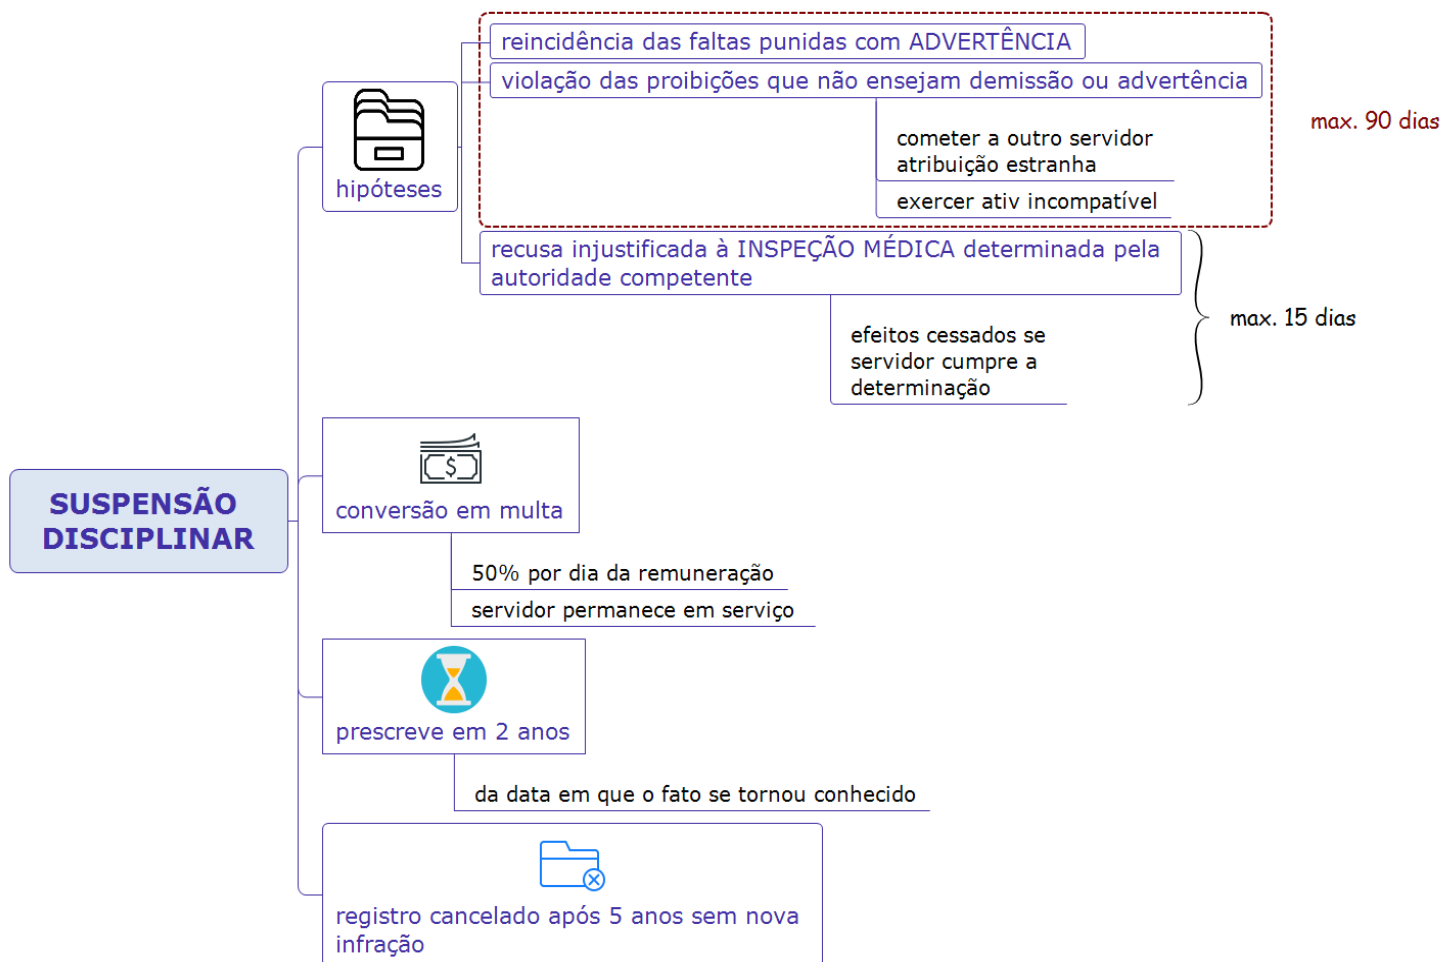 reincidência das faltas punidas com ADVERTÊNCIA
violação das proibições que não ensejam demissão ou advertência
max. 90 dias
cometer a outro servidor
atribuição estranha
exercer ativ incompatível
hipóteses
recusa injustificada à INSPEÇÃO MÉDICA determinada pela
autoridade competente
max. 15 dias
efeitos cessados se
servidor cumpre a
determinação
SUSPENSÃO
DISCIPLINAR
$
conversão em multa
50% por dia da remuneração
servidor permanece em serviço
prescreve em 2 anos
da data em que o fato se tornou conhecido
registro cancelado após 5 anos sem nova
infração